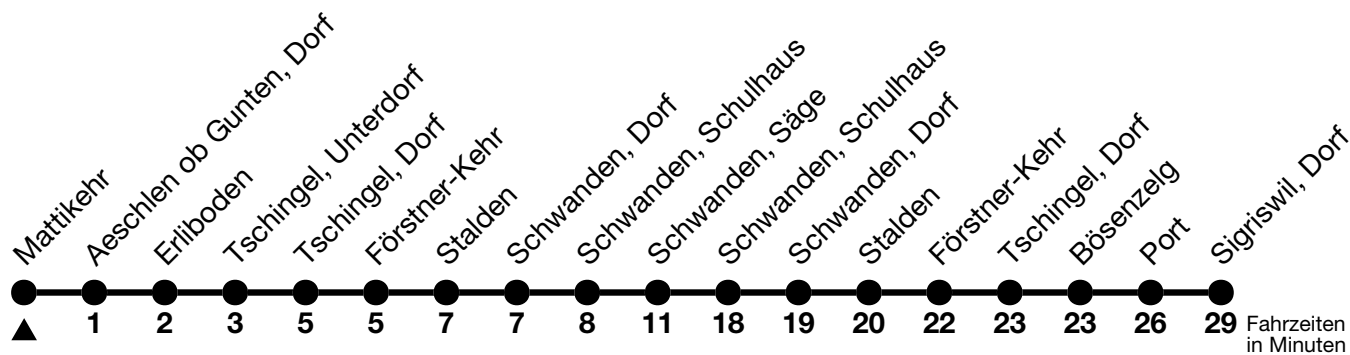 Mattikehr
Aeschlen ob Gunten, Dorf
Erliboden
Tschingel, Unterdorf
Tschingel, Dorf
Förstner-Kehr
Stalden
Schwanden, Dorf
Schwanden, Schulhaus
Schwanden, Säge
Schwanden, Schulhaus
Schwanden, Dorf
Stalden
Förstner-Kehr
Tschingel, Dorf
Bösenzelg
Port
Sigriswil, Dorf
1 2 3 5 5 7 7 8 11 18 19 20 22 23 23 26 29 Fahrzeiten
in Minuten